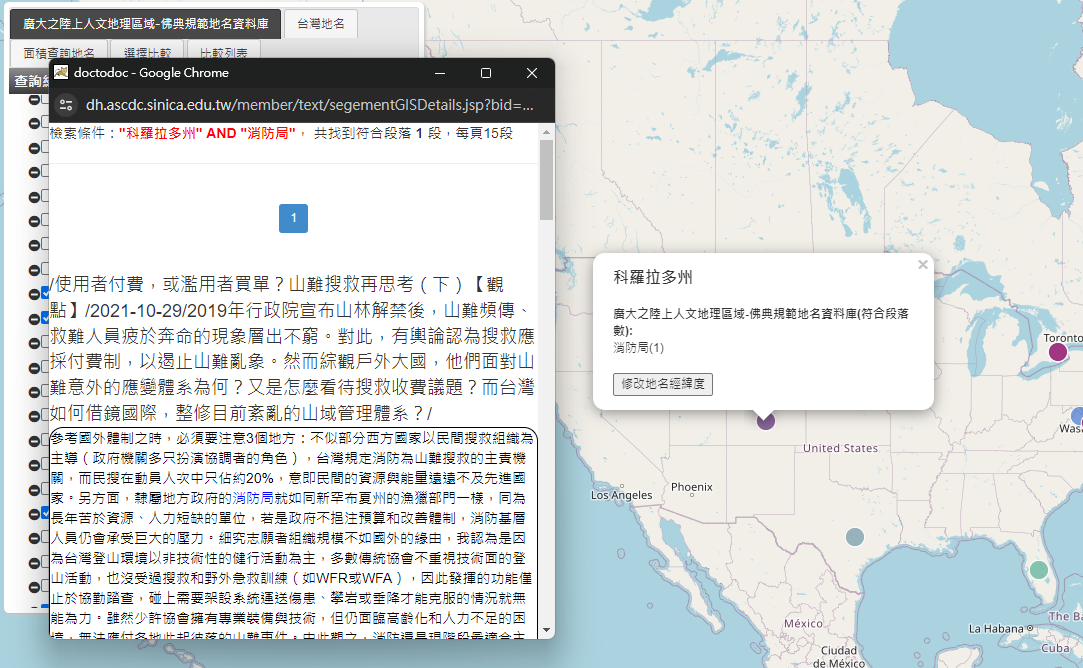 廣大之陸上人文地理區域-佛典規範地名資料庫
台灣地名
面積查詢地名
選擇比較
比較列表
doctodoc - Google Chrome
dh.ascdc.sinica.edu.tw/member/text/segementGISDetails.jsp?bid=...
檢索條件："科羅拉多州" AND "消防局"， 共找到符合段落 1 段，每頁15段
1
/使用者付費，或濫用者買單？山難搜救再思考（下）【觀
點】/2021-10-29/2019年行政院宣布山林解禁後，山難頻傳、
救難人員疲於奔命的現象層出不窮。對此，有輿論認為搜救應
採付費制，以遏止山難亂象。然而綜觀戶外大國，他們面對山
難意外的應變體系為何？又是怎麼看待搜救收費議題？而台灣
如何借鏡國際，整修目前紊亂的山域管理體系？/
參考國外體制之時，必須要注意3個地方：不似部分西方國家以民間搜救組織為
主導（政府機關多只扮演協調者的角色），台灣規定消防為山難搜救的主責機
關，而民搜在動員人次中只佔約20%，意即民間的資源與能量遠遠不及先進國
家。另方面，隸屬地方政府的消防局就如同新罕布夏州的漁獵部門一樣，同為
長年苦於資源、人力短缺的單位，若是政府不挹注預算和改善體制，消防基層
人員仍會承受巨大的壓力。細究志願者組織規模不如國外的緣由，我認為是因
為台灣登山環境以非技術性的健行活動為主，多數傳統協會不重視技術面的登
山活動，也沒受過搜救和野外急救訓練（如WFR或WFA），因此發揮的功能僅
止於協勤踏查，碰上需要架設系統運送傷患、攀岩或垂降才能克服的情況就無
能為力。雖然少許協會擁有專業裝備與技術，但仍面臨高齡化和人力不足的困
境，無法應付各地此起彼落的山難事件。由此觀之，消防還是現階段最適合主
科羅拉多州
×
廣大之陸上人文地理區域-佛典規範地名資料庫(符合段落
數):
消防局(1)
修改地名經緯度
Toronto
United States
Phoenix
Los Angeles
La Habana
Cuba
México
Ciudad
de México